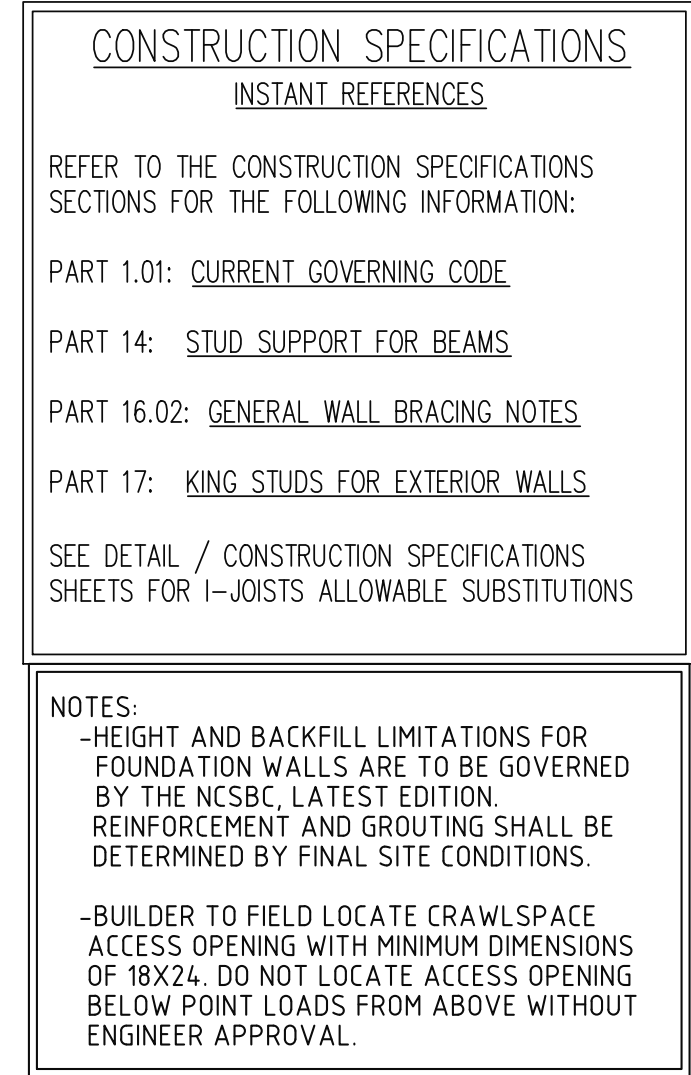 CONSTRUCTION SPECIFICATIONS
INSTANT REFERENCES
REFER TO THE CONSTRUCTION SPECIFICATIONS
SECTIONS FOR THE FOLLOWING INFORMATION:
PART 1.01: CURRENT GOVERNING CODE
PART 14: STUD SUPPORT FOR BEAMS
PART 16.02: GENERAL WALL BRACING NOTES
PART 17: KING STUDS FOR EXTERIOR WALLS
SEE DETAIL / CONSTRUCTION SPECIFICATIONS
SHEETS FOR I-JOISTS ALLOWABLE SUBSTITUTIONS
NOTES:
-HEIGHT AND BACKFILL LIMITATIONS FOR
FOUNDATION WALLS ARE TO BE GOVERNED
BY THE NCSBC, LATEST EDITION.
REINFORCEMENT AND GROUTING SHALL BE
DETERMINED BY FINAL SITE CONDITIONS.
-BUILDER TO FIELD LOCATE CRAWLSPACE
ACCESS OPENING WITH MINIMUM DIMENSIONS
OF 18X24. DO NOT LOCATE ACCESS OPENING
BELOW POINT LOADS FROM ABOVE WITHOUT
ENGINEER APPROVAL.